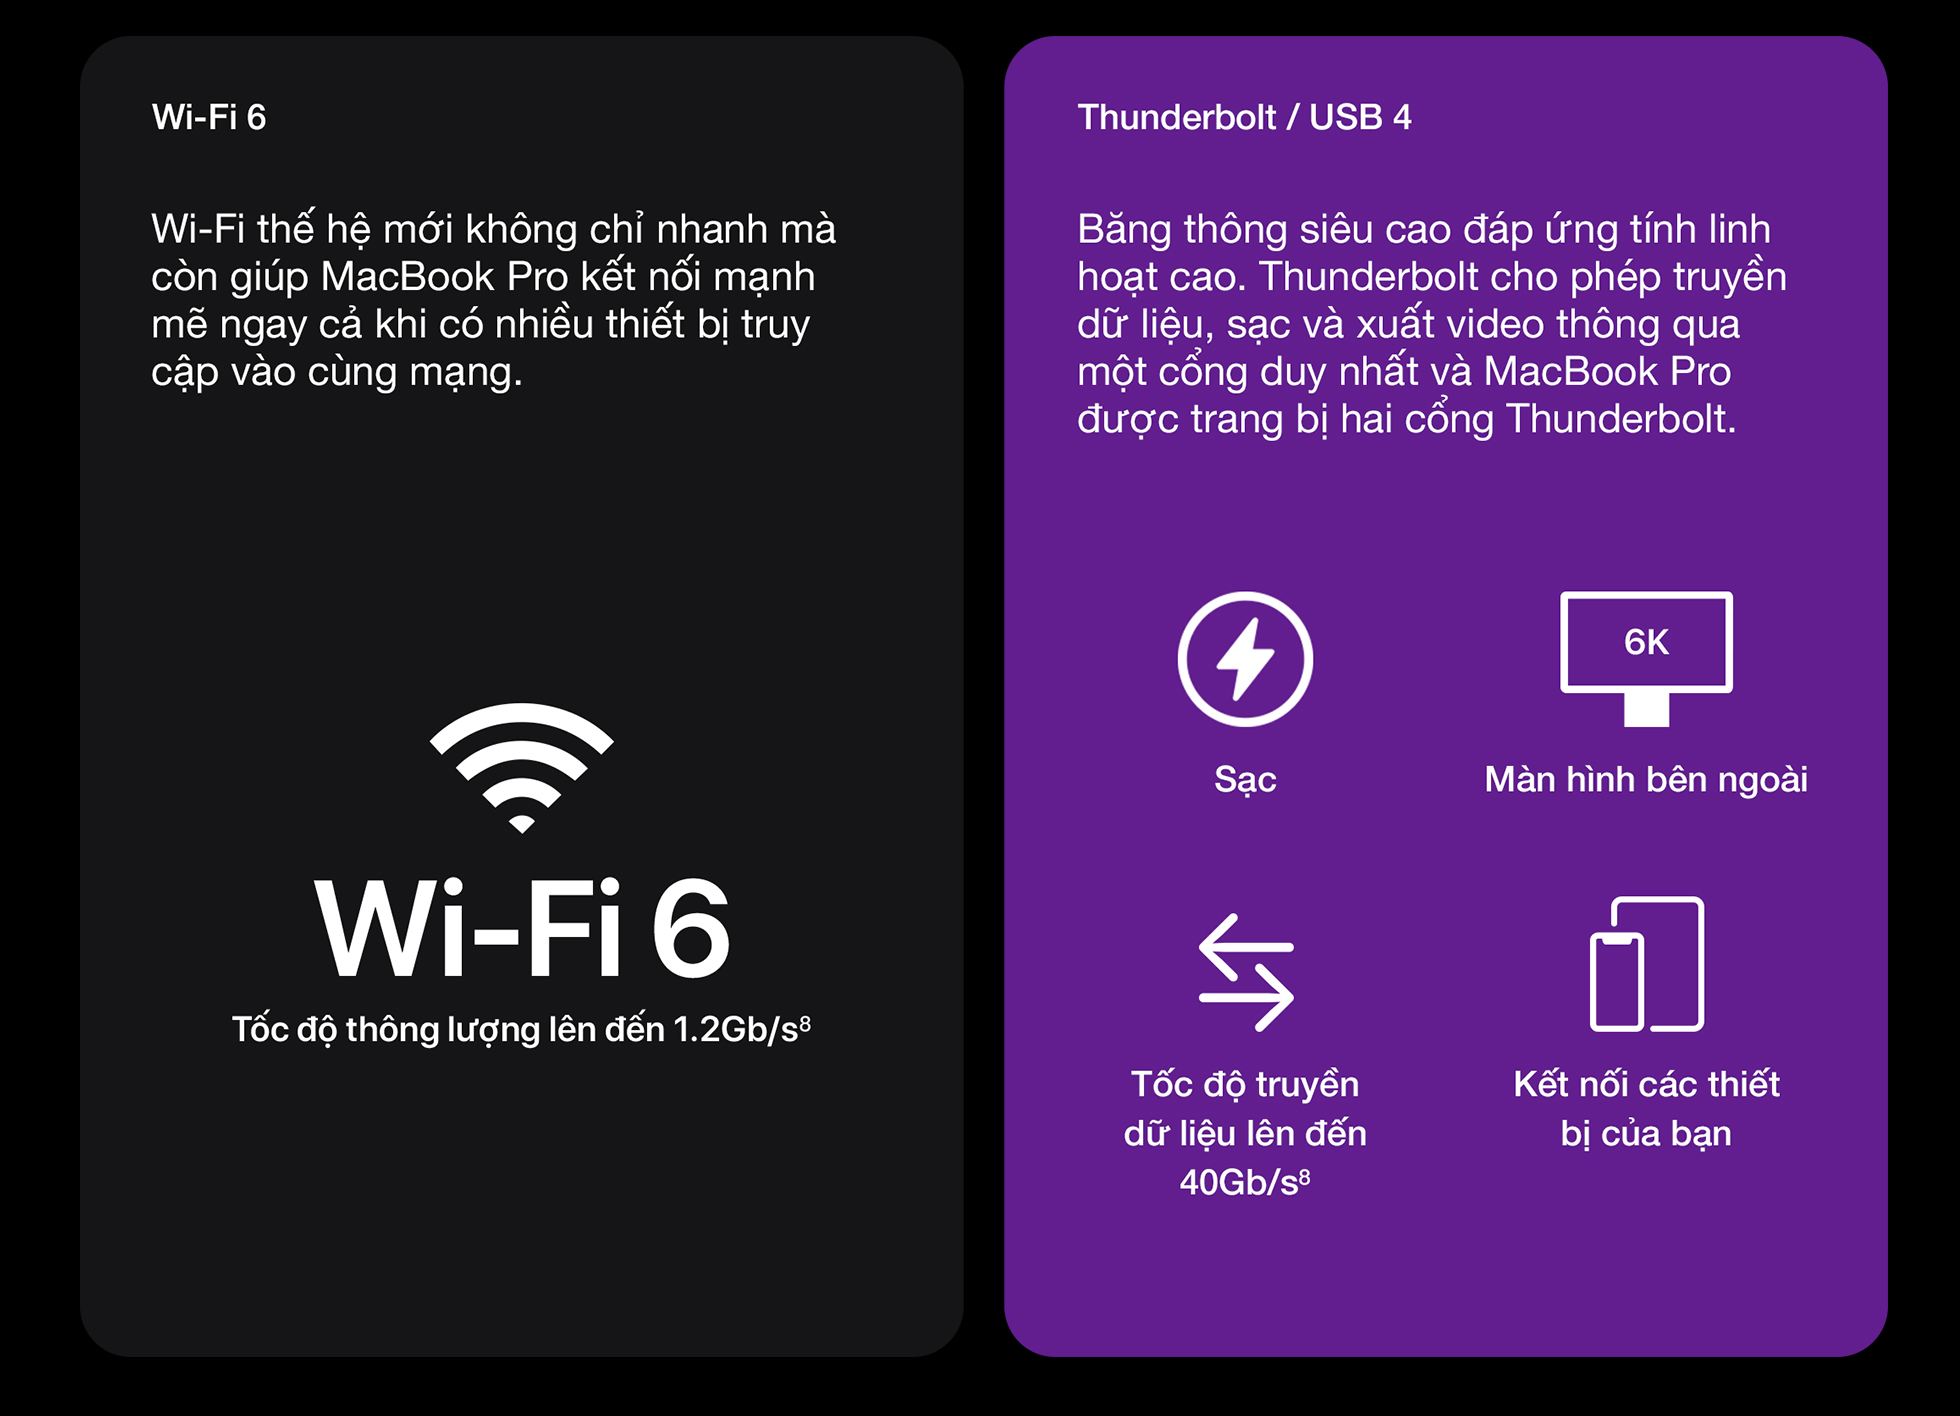 Wi-Fi 6
Wi-Fi thế hệ mới không chỉ nhanh mà
còn giúp MacBook Pro kết nối mạnh
mẽ ngay cả khi có nhiều thiết bị truy
cập vào cùng mạng.
Wi-Fi 6
Tốc độ thông lượng lên đến 1.2Gb/s⁸
Thunderbolt / USB 4
Băng thông siêu cao đáp ứng tính linh
hoạt cao. Thunderbolt cho phép truyền
dữ liệu, sạc và xuất video thông qua
một cổng duy nhất và MacBook Pro
được trang bị hai cổng Thunderbolt.
Sạc
6K
Màn hình bên ngoài
Tốc độ truyền
dữ liệu lên đến
40Gb/s⁸
Kết nối các thiết
bị của bạn